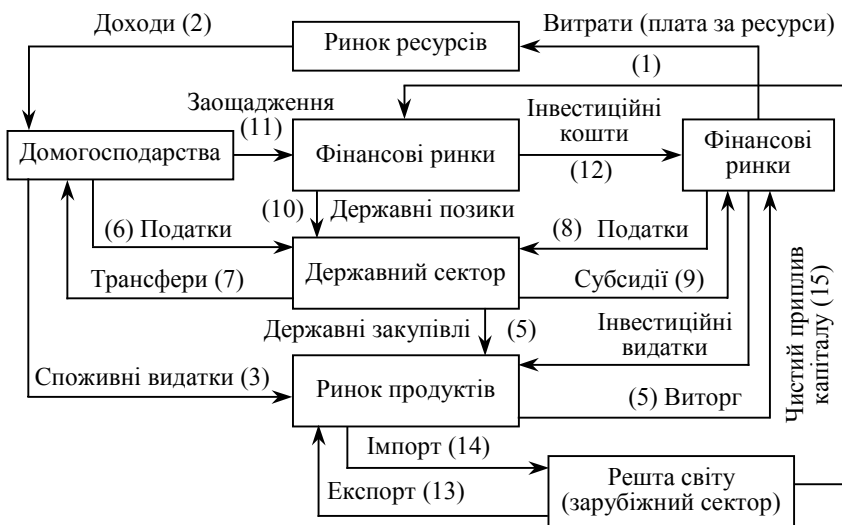 Доходи (2)
Ринок ресурсів
Витрати (плата за ресурси)
(1)
Заощадження
(11)
Інвестиційні
кошти
(12)
Домогосподарства
Фінансові ринки
Фінансові
ринки
(10)
Державні позики
(6) Податки
(8) Податки
Державний сектор
Трансфери (7)
Субсидії (9)
Державні закупівлі
(5)
Інвестиційні
видатки
Чистий приплив
капіталу (15)
Споживні видатки (3)
Ринок продуктів
(5) Виторг
Імпорт (14)
Експорт (13)
Решта світу
(зарубіжний сектор)